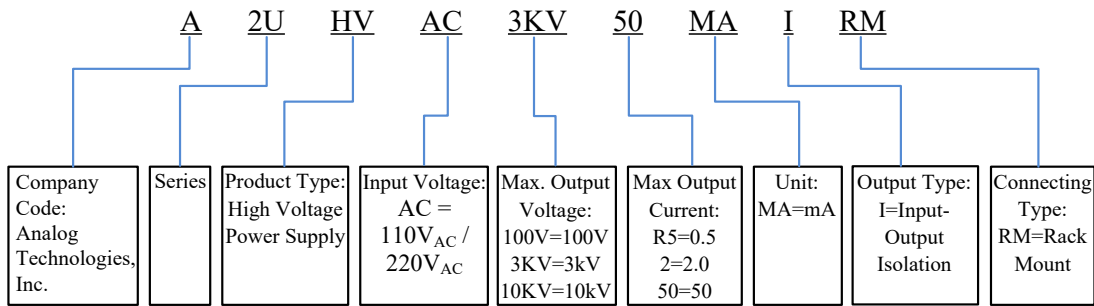 A 2U HV AC 3KV 50 MA I RM
Company
Code:
Analog
Technologies,
Inc.
Series
Product Type:
High Voltage
Power Supply
Input Voltage:
AC =
110VAC /
220VAC
Max. Output
Voltage:
100V=100V
3KV=3kV
10KV=10kV
Max Output
Current:
R5=0.5
2=2.0
50=50
Unit:
MA=mA
Output Type:
I=Input-
Output
Isolation
Connecting
Type:
RM=Rack
Mount